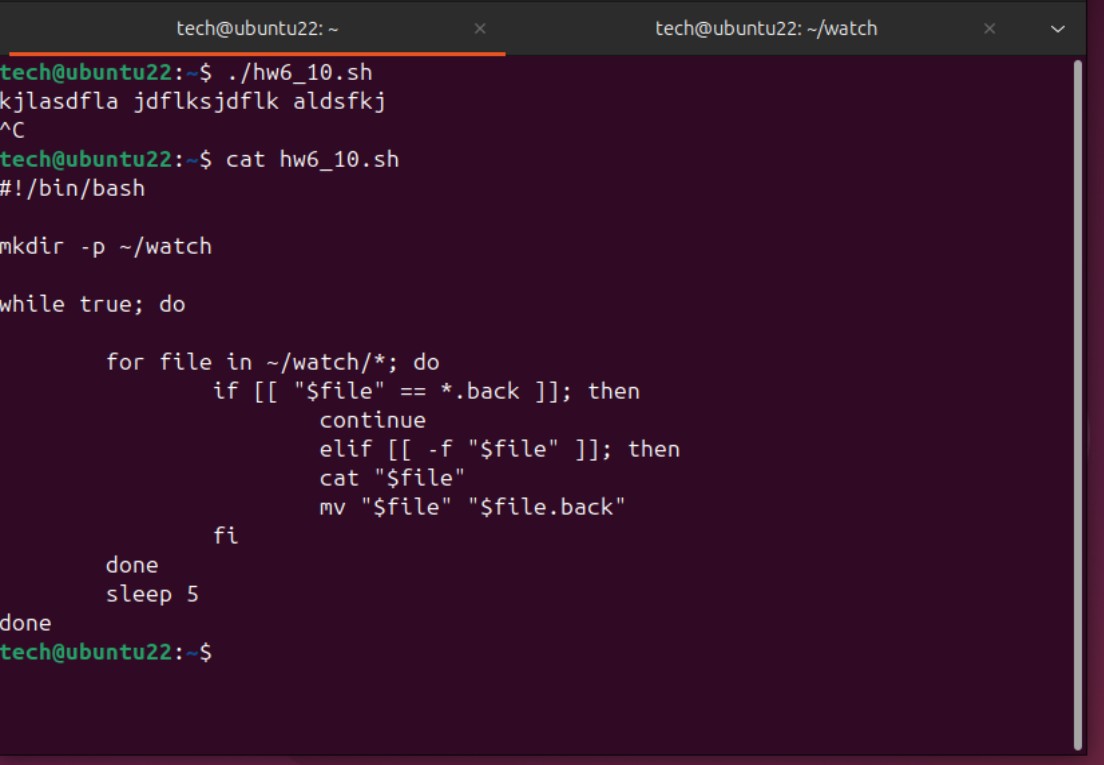 tech@ubuntu22: ~
tech@ubuntu22: ~/watch
tech@ubuntu22:~$ ./hw6_10.sh
kjlasdfla jdflksjdflk aldsfkj
^C
tech@ubuntu22:~$ cat hw6_10.sh
#!/bin/bash

mkdir -p ~/watch

while true; do

        for file in ~/watch/*; do
                if [[ "$file" == *.back ]]; then
                        continue
                        elif [[ -f "$file" ]]; then
                        cat "$file"
                        mv "$file" "$file.back"
                fi
        done
        sleep 5
done
tech@ubuntu22:~$